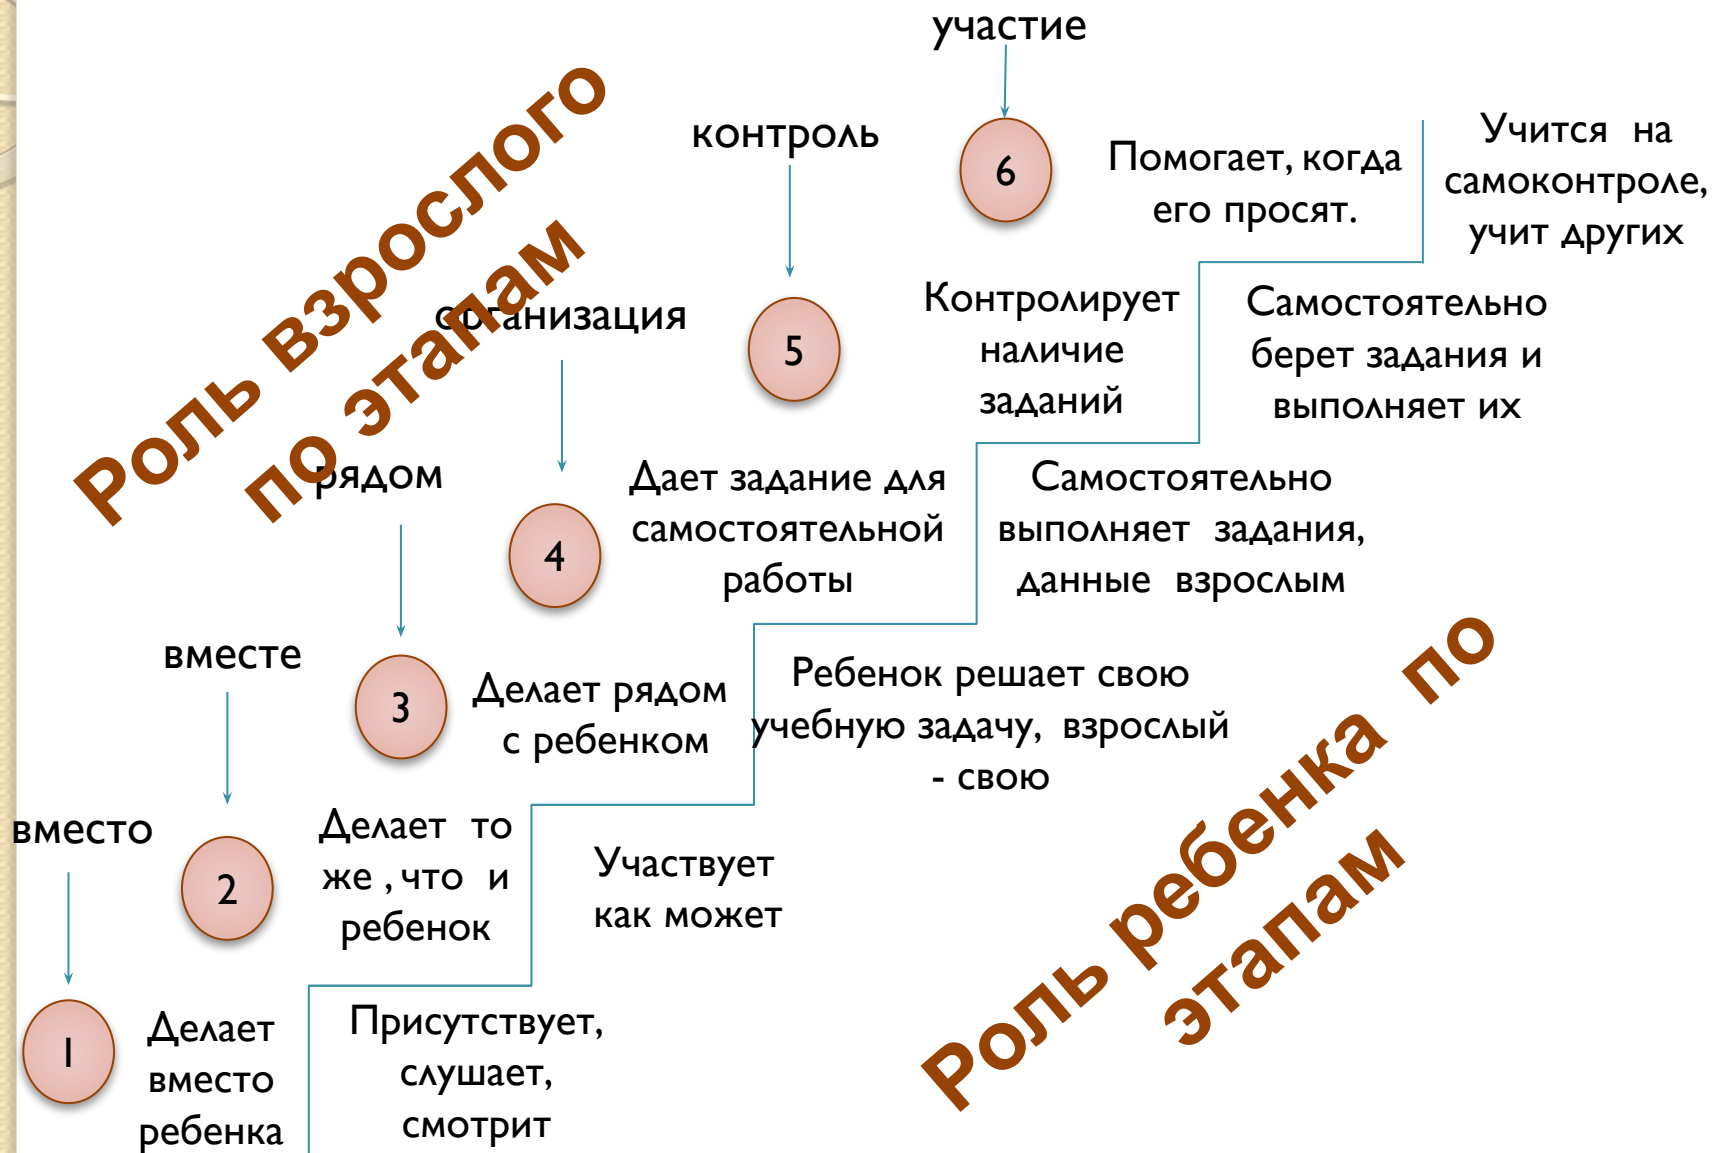 участие
6
Помогает, когда
его просят.
Учится на
самоконтроле,
учит других
контроль
5
Контролирует
наличие
заданий
Самостоятельно
берет задания и
выполняет их
Роль взрослого
по этапам
организация
4
Дает задание для
самостоятельной
работы
Самостоятельно
выполняет задания,
данные взрослым
рядом
3
Делает рядом
с ребенком
Ребенок решает свою
учебную задачу, взрослый
- свою
вместе
2
Делает то
же , что и
ребенок
Участвует
как может
вместо
1
Делает
вместо
ребенка
Присутствует,
слушает,
смотрит
Роль ребенка по
этапам